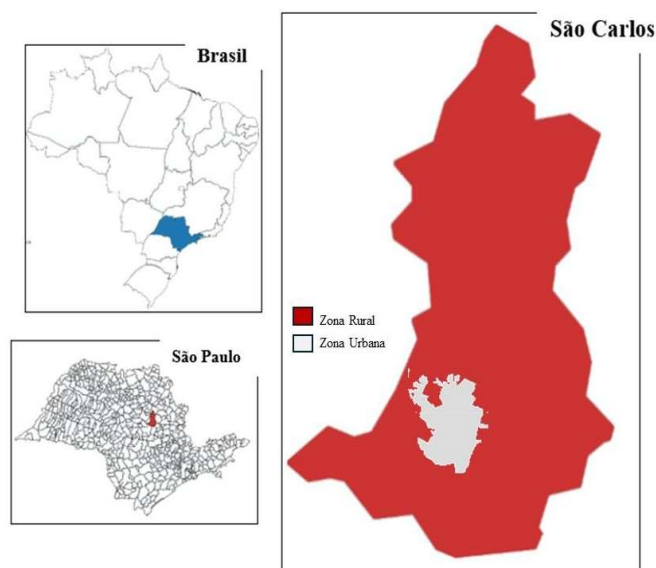 Brasil
São Paulo
São Carlos
Zona Rural
Zona Urbana